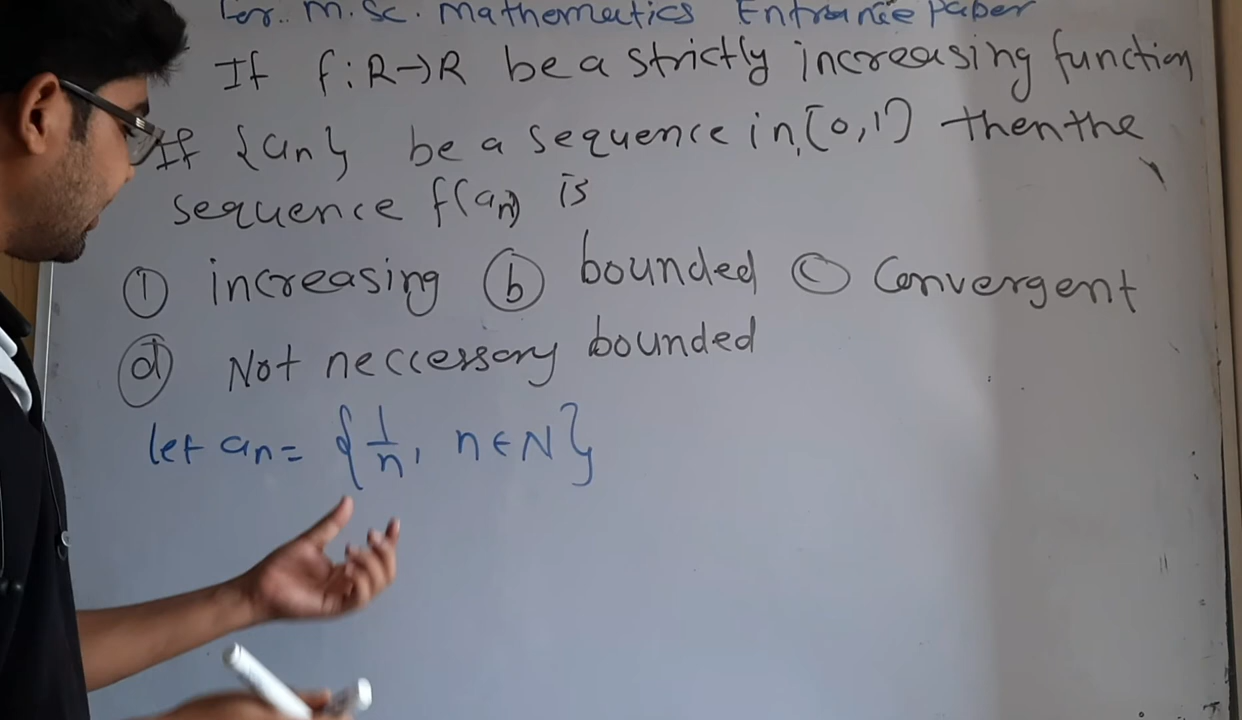 For.. M.Sc. Mathematics Entrance paper
If f:R→R be a strictly increasing function
If {an} be a sequence in [0,1] then the
sequence f(an) is
① increasing ⓑ bounded ⓒ Convergent
ⓓ Not neccessary bounded
let an = {1/n, n∈N}